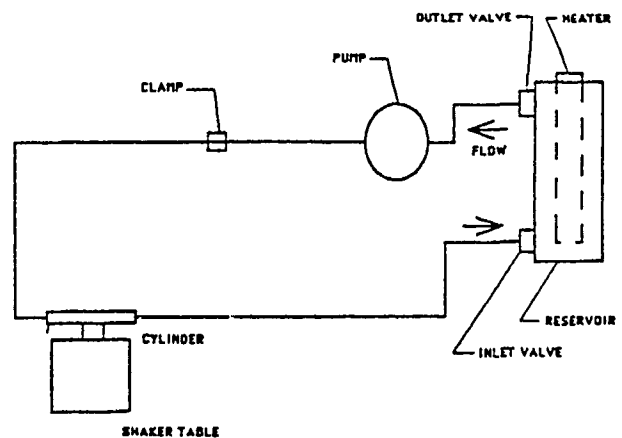 OUTLET VALVE
HEATER
PUMP
CLAMP
FLOW
RESERVOIR
CYLINDER
INLET VALVE
SHAKER TABLE